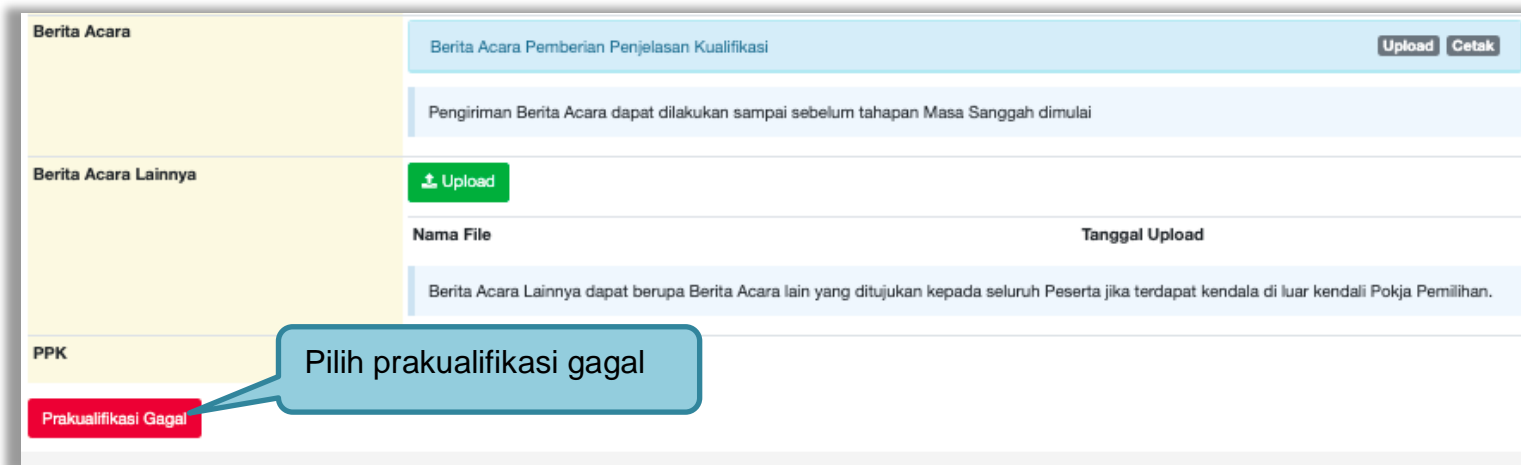 Berita Acara
Berita Acara Pemberian Penjelasan Kualifikasi Upload Cetak
Pengiriman Berita Acara dapat dilakukan sampai sebelum tahapan Masa Sanggah dimulai
Berita Acara Lainnya
Upload
Nama File Tanggal Upload
Berita Acara Lainnya dapat berupa Berita Acara lain yang ditujukan kepada seluruh Peserta jika terdapat kendala di luar kendali Pokja Pemilihan.
PPK
Pilih prakualifikasi gagal
Prakualifikasi Gagal